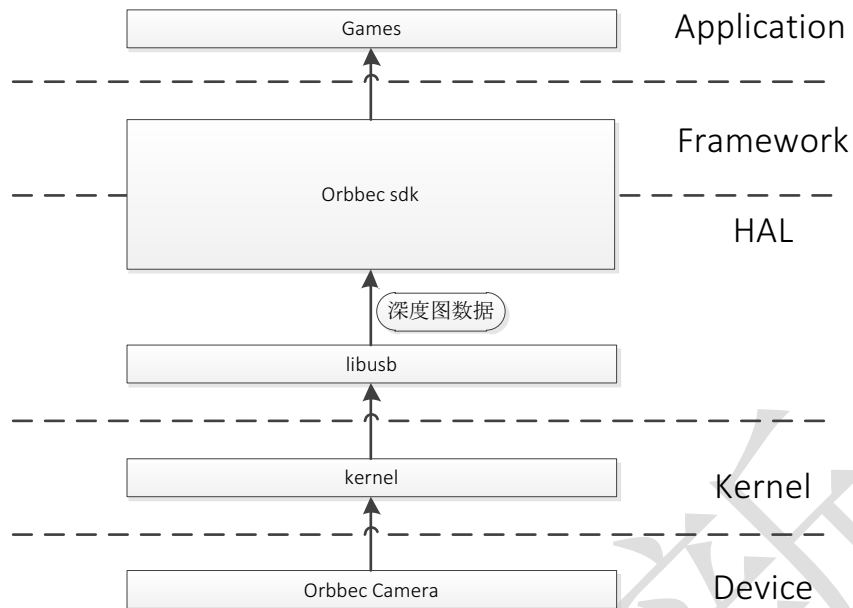 Games
Application
Framework
Orbbec sdk
HAL
深度图数据
libusb
kernel
Kernel
Orbbec Camera
Device